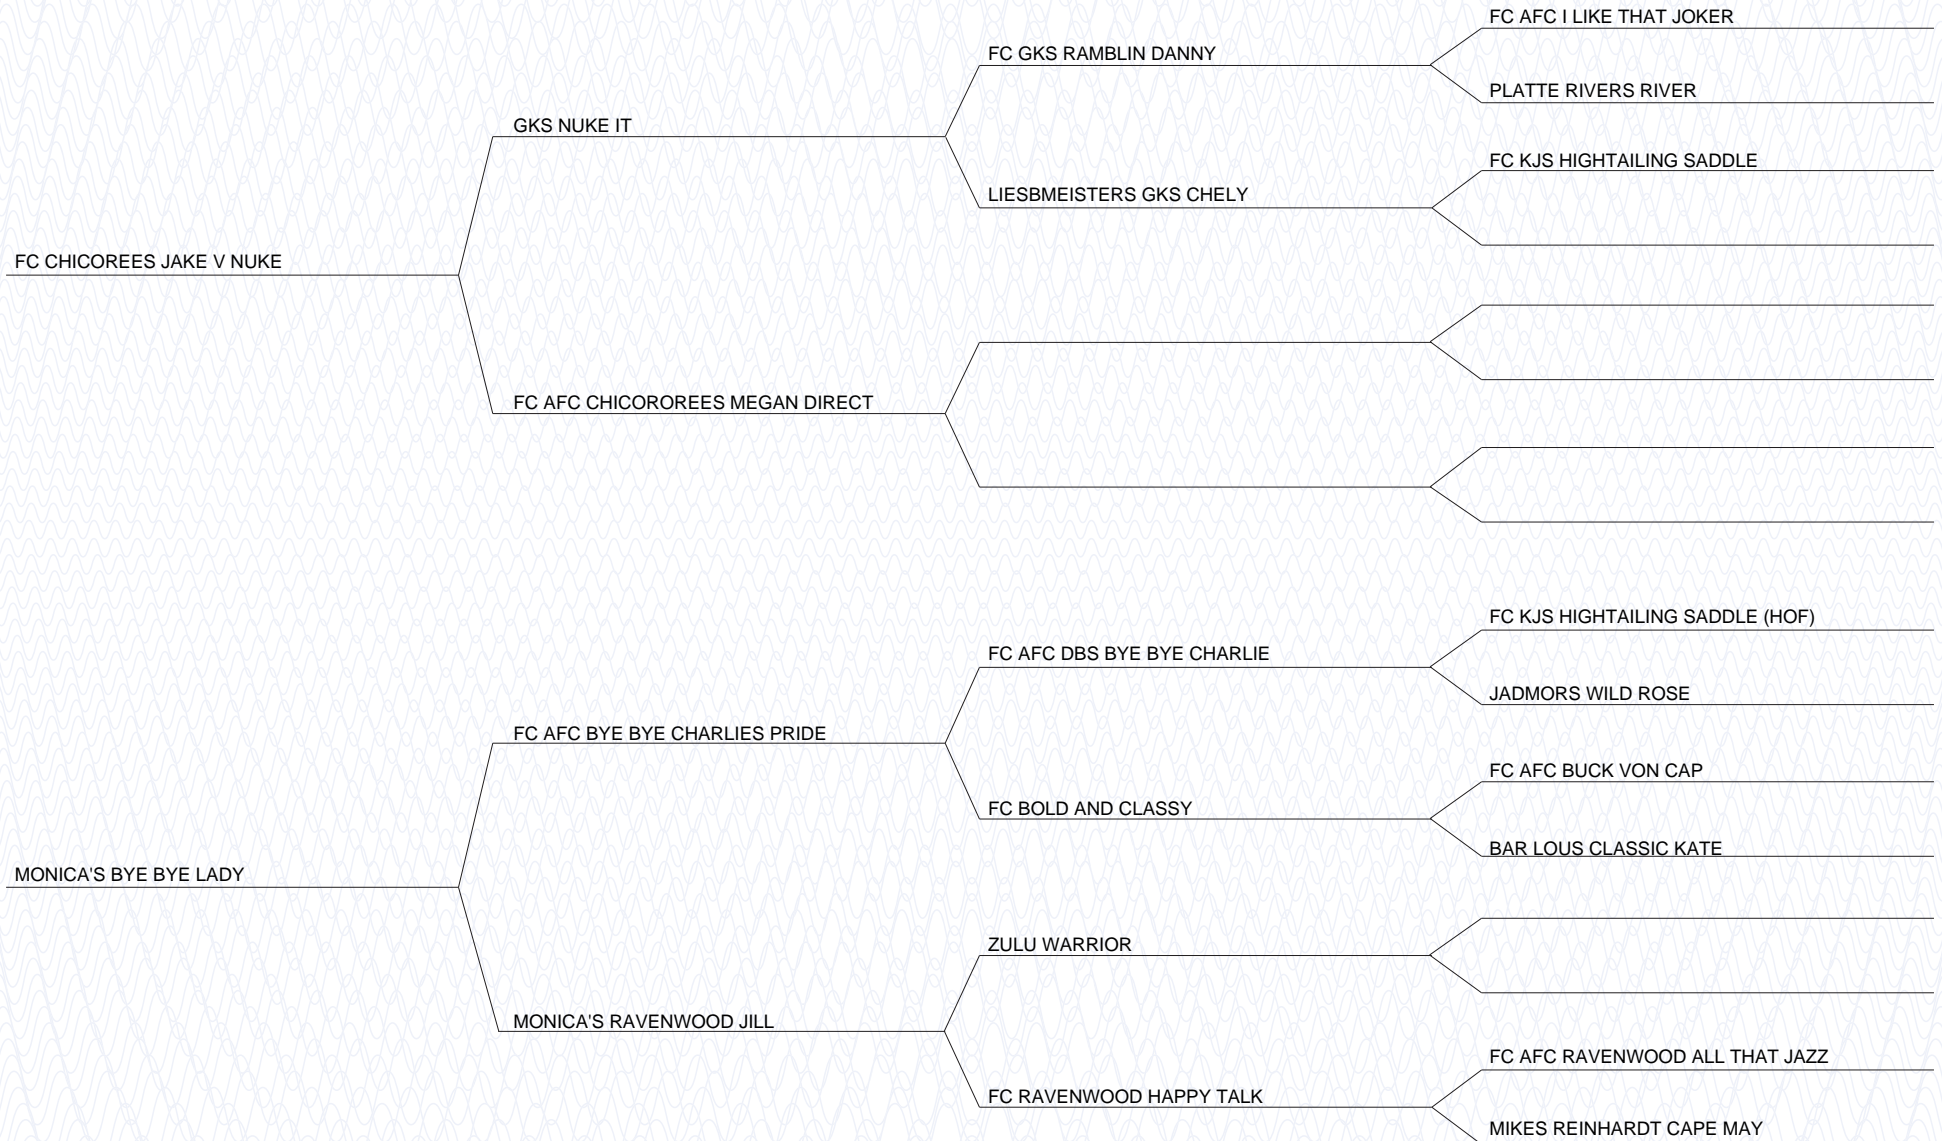 FC AFC I LIKE THAT JOKER
FC GKS RAMBLIN DANNY
PLATTE RIVERS RIVER
GKS NUKE IT
FC KJS HIGHTAILING SADDLE
LIESBMEISTERS GKS CHELY
FC CHICOREES JAKE V NUKE
FC AFC CHICOROREES MEGAN DIRECT
FC KJS HIGHTAILING SADDLE (HOF)
FC AFC DBS BYE BYE CHARLIE
JADMORS WILD ROSE
FC AFC BYE BYE CHARLIES PRIDE
FC AFC BUCK VON CAP
FC BOLD AND CLASSY
BAR LOUS CLASSIC KATE
MONICA'S BYE BYE LADY
ZULU WARRIOR
MONICA'S RAVENWOOD JILL
FC AFC RAVENWOOD ALL THAT JAZZ
FC RAVENWOOD HAPPY TALK
MIKES REINHARDT CAPE MAY